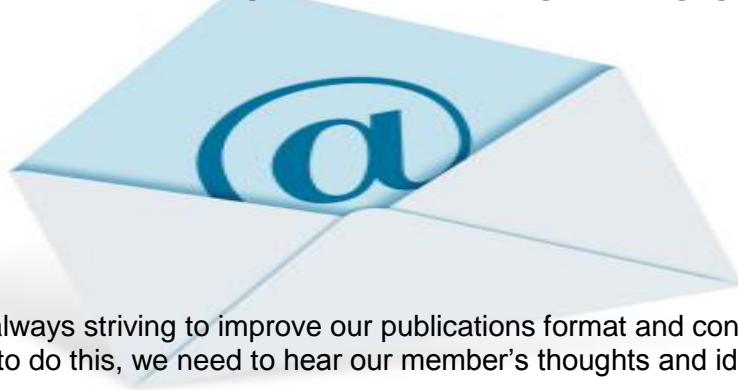 @
always striving to improve our publications format and con
to do this, we need to hear our member's thoughts and id